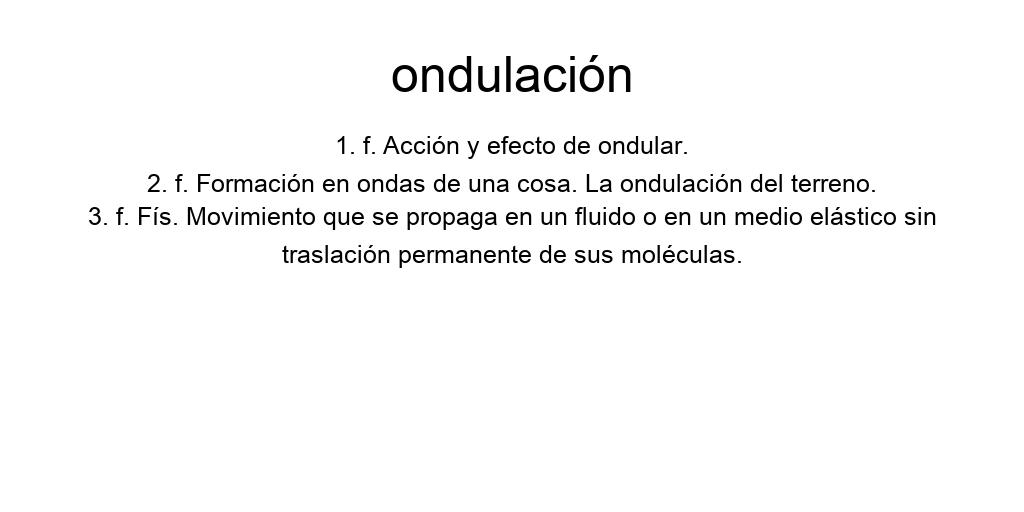 ondulación
1. f. Acción y efecto de ondular.
2. f. Formación en ondas de una cosa. La ondulación del terreno.
3. f. Fís. Movimiento que se propaga en un fluido o en un medio elástico sin
traslación permanente de sus moléculas.